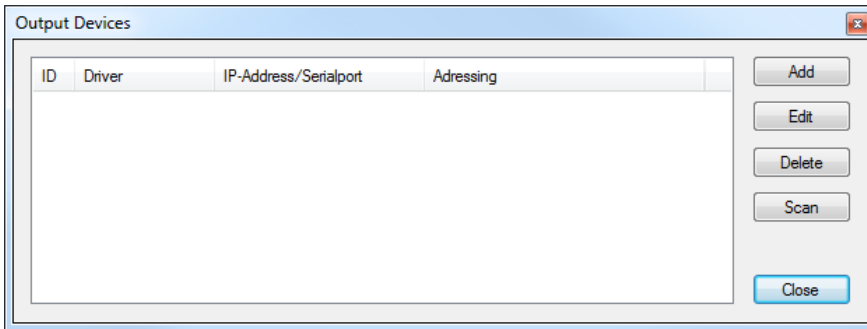 Output Devices
ID Driver IP-Address/Serialport Adressing
Add
Edit
Delete
Scan
Close